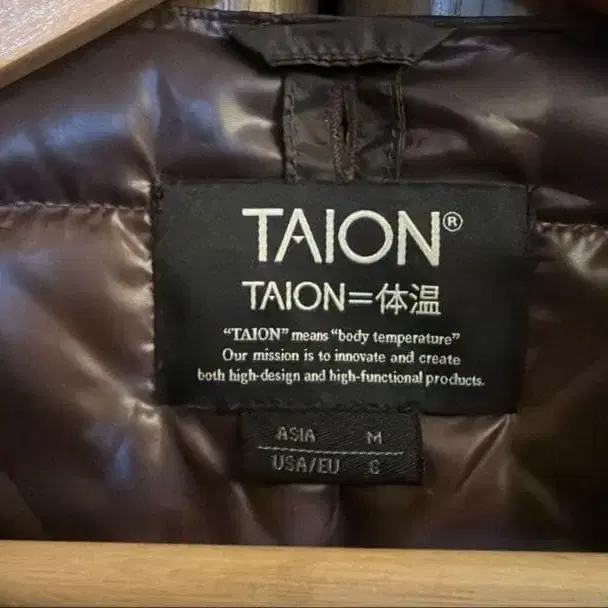 TAION®
TAION=体温
“TAION” means “body temperature”
Our mission is to innovate and create
both high-design and high-functional products.
ASIA M
USA/EU S